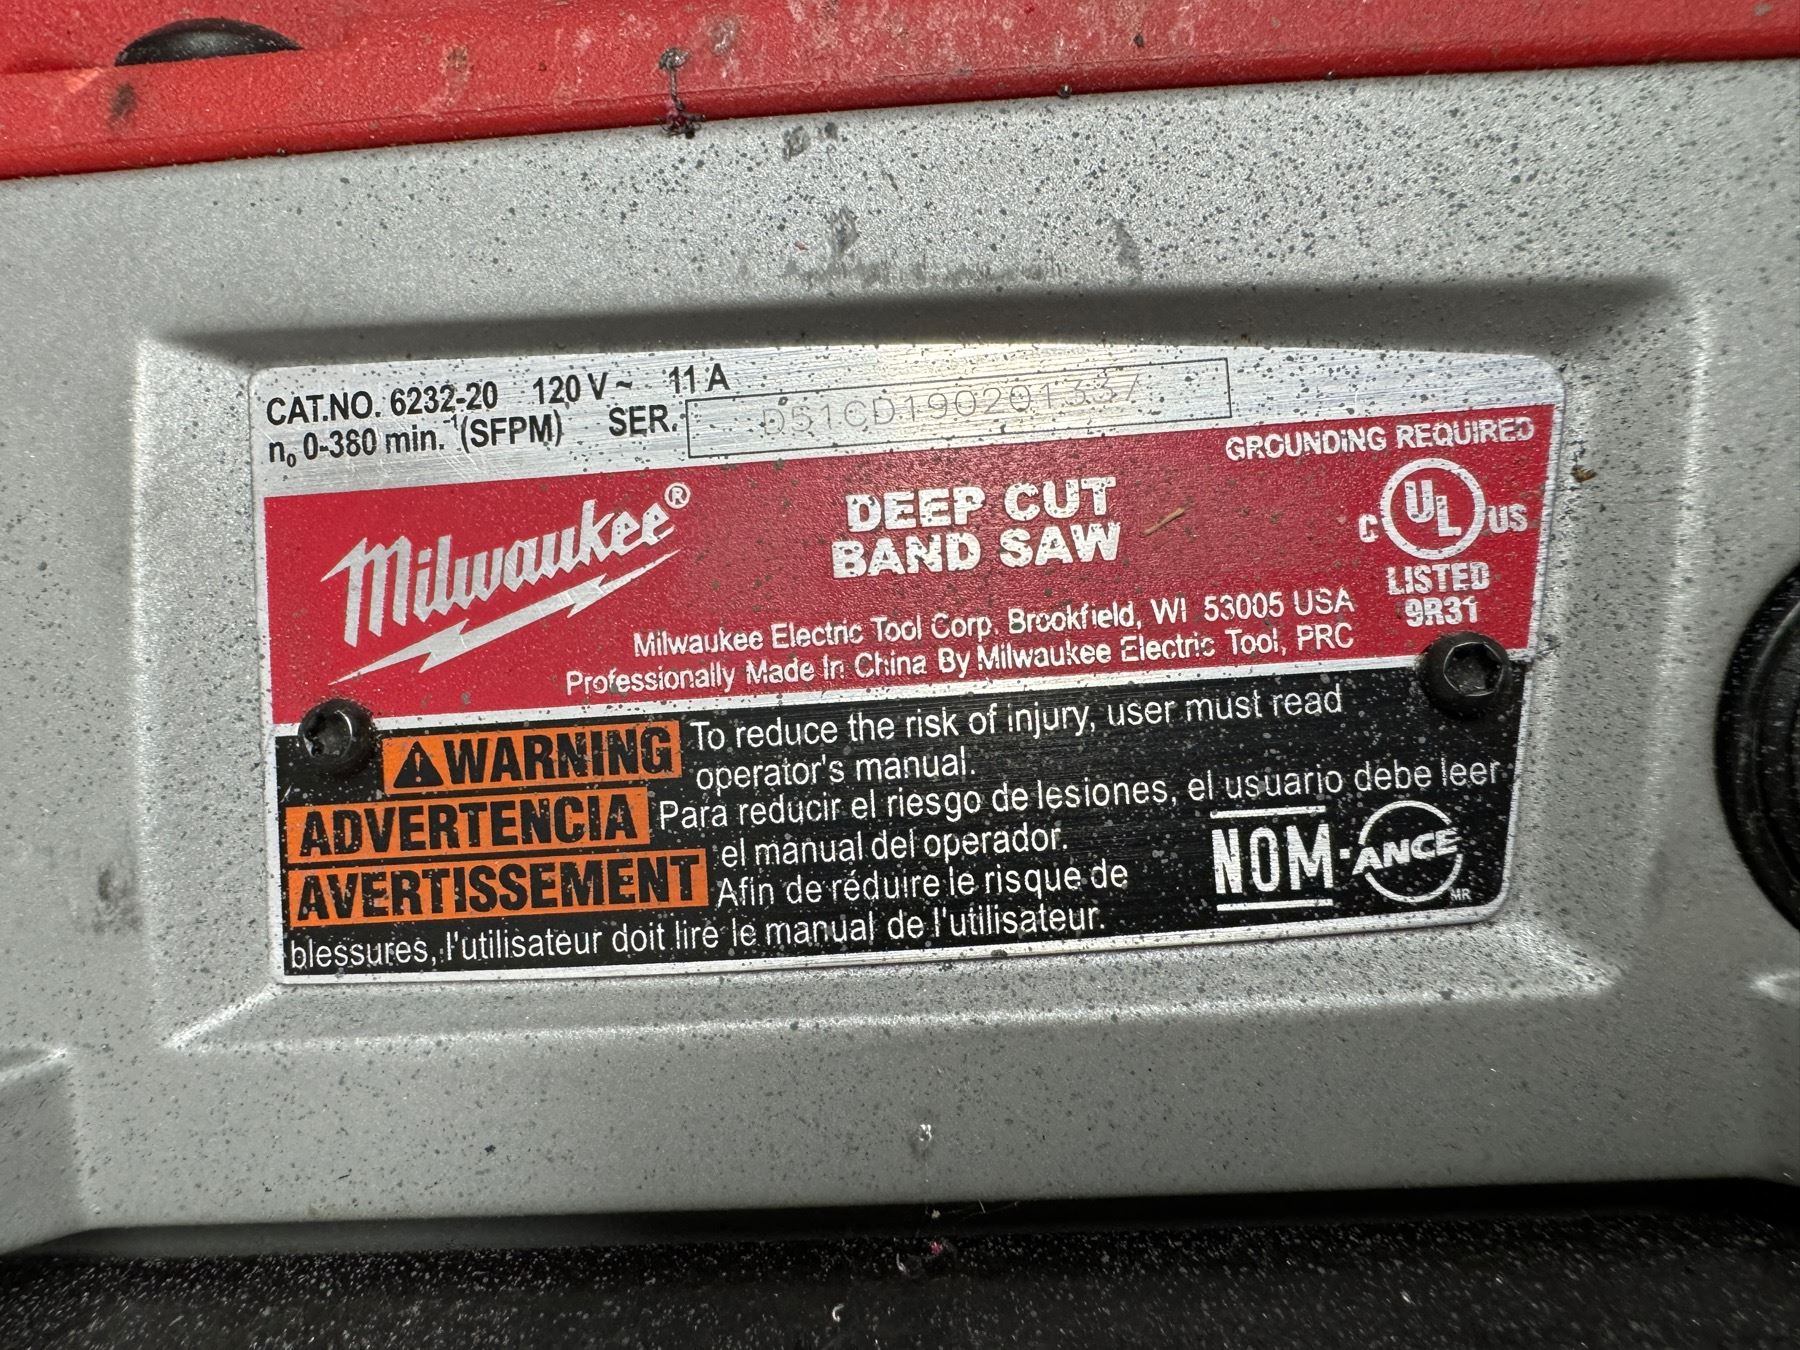 CAT.NO. 6232-20 120 V~ 11 A
n₀ 0-380 min.⁻¹ (SFPM) SER. D51CD190201337
GROUNDING REQUIRED
Milwaukee®
DEEP CUT
BAND SAW
C UL US
LISTED
9R31
Milwaukee Electric Tool Corp. Brookfield, WI 53005 USA
Professionally Made In China By Milwaukee Electric Tool, PRC
WARNING To reduce the risk of injury, user must read
operator's manual.
ADVERTENCIA Para reducir el riesgo de lesiones, el usuario debe leer
el manual del operador.
AVERTISSEMENT Afin de réduire le risque de
blessures, l'utilisateur doit lire le manual de l'utilisateur.
NOM-ANCE
MR